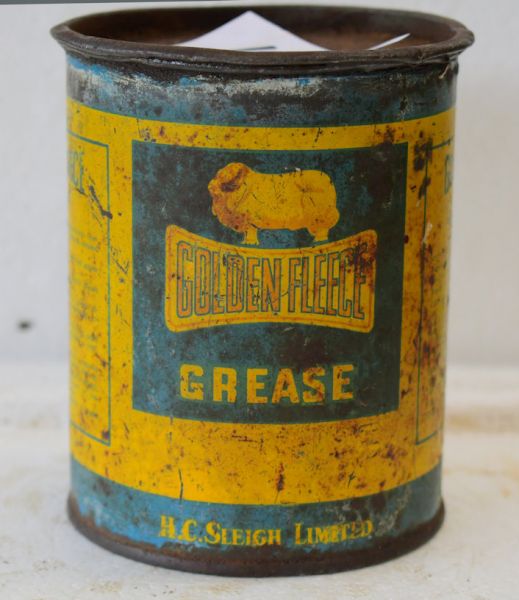 GOLDEN FLEECE
GREASE
H.C. SLEIGH LIMITED